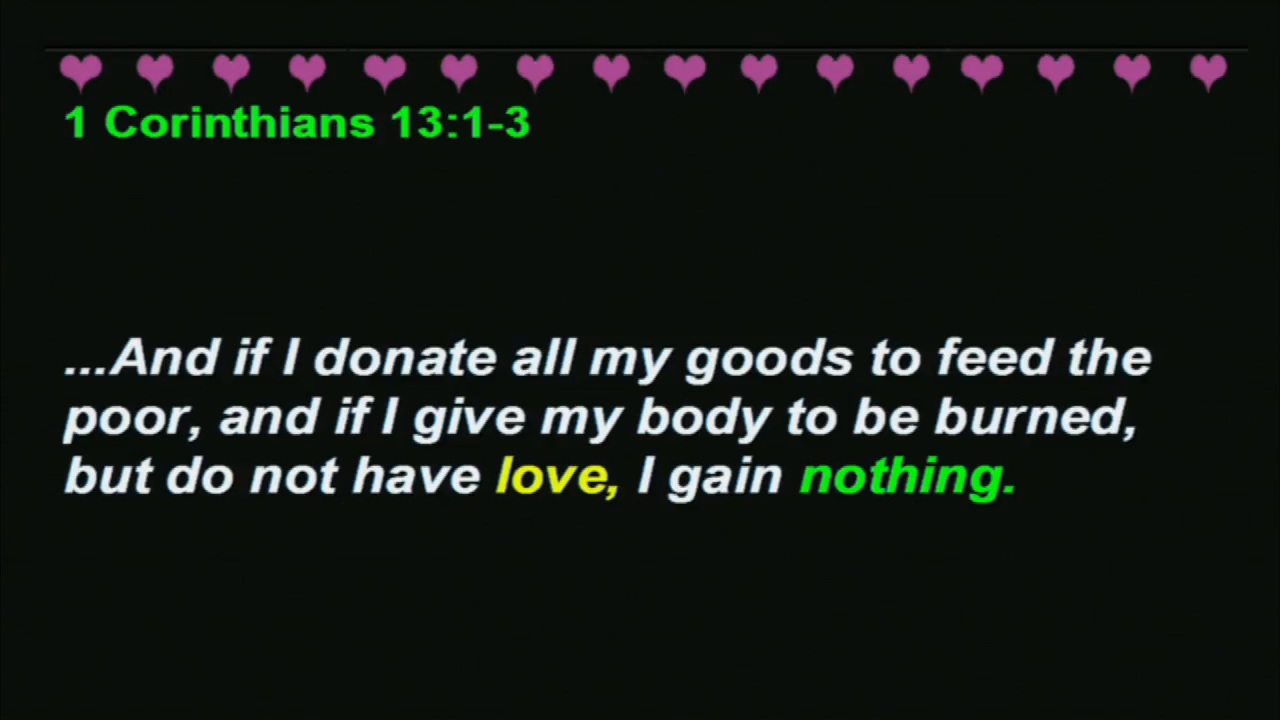 1 Corinthians 13:1-3
...And if I donate all my goods to feed the
poor, and if I give my body to be burned,
but do not have love, I gain nothing.